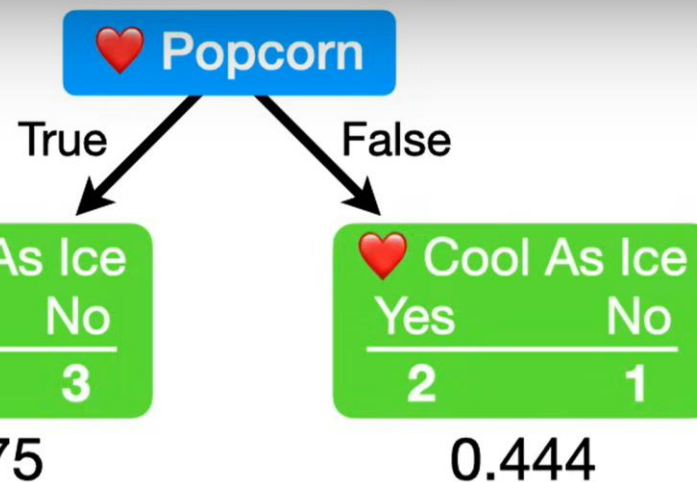 ❤️ Popcorn
True False
As Ice
No
3
75
❤️ Cool As Ice
Yes No
2 1
0.444